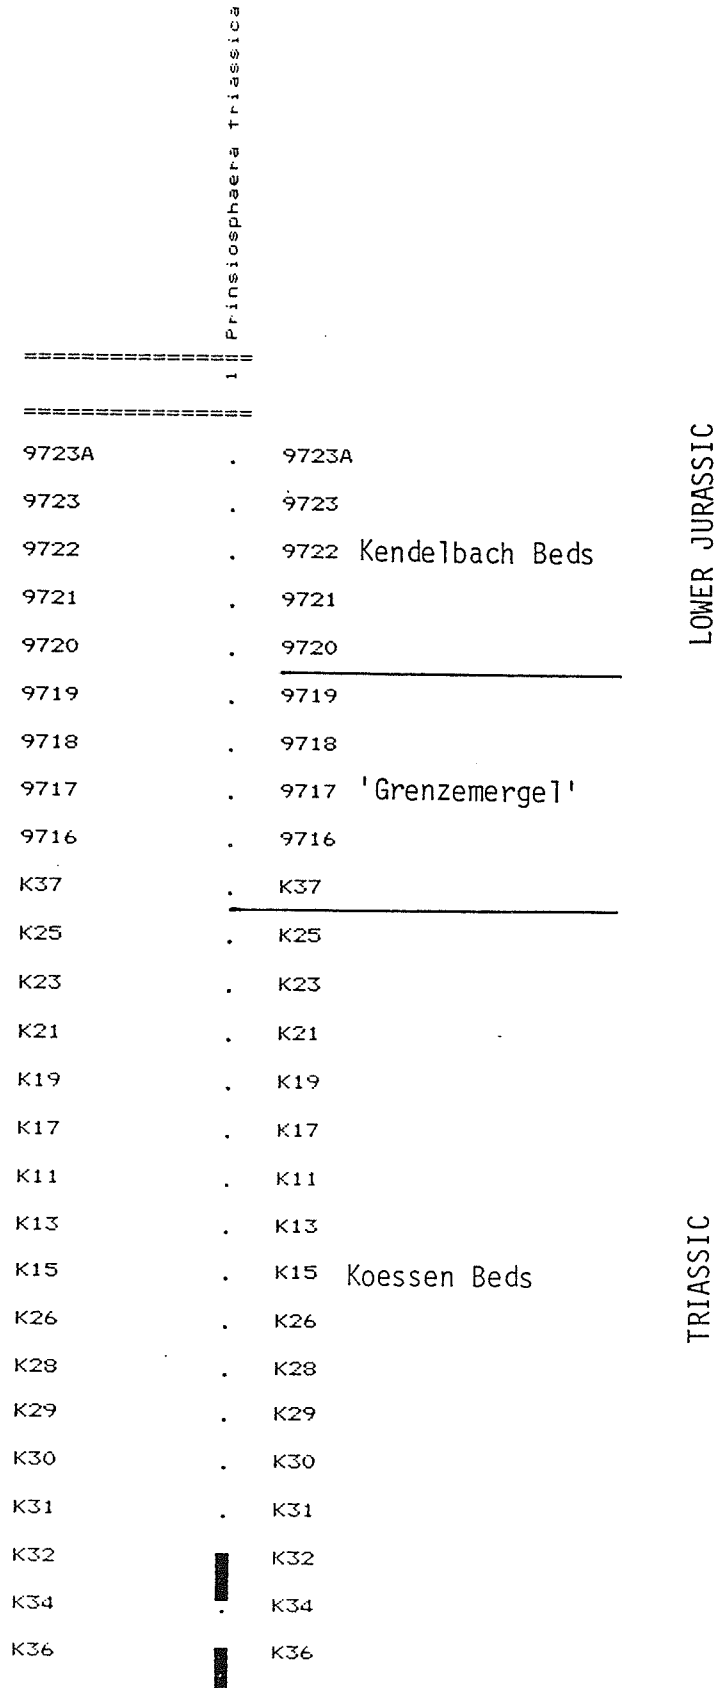 Prinsiosphaera Triassica
================
1
================
9723A . 9723A
9723 . 9723
9722 . 9722 Kendelbach Beds
9721 . 9721
9720 . 9720
9719 . 9719
9718 . 9718
9717 . 9717 'Grenzemergel'
9716 . 9716
K37 . K37
K25 . K25
K23 . K23
K21 . K21
K19 . K19
K17 . K17
K11 . K11
K13 . K13
K15 . K15 Koessen Beds
K26 . K26
K28 . K28
K29 . K29
K30 . K30
K31 . K31
K32 K32
K34 . K34
K36 K36
LOWER JURASSIC
TRIASSIC